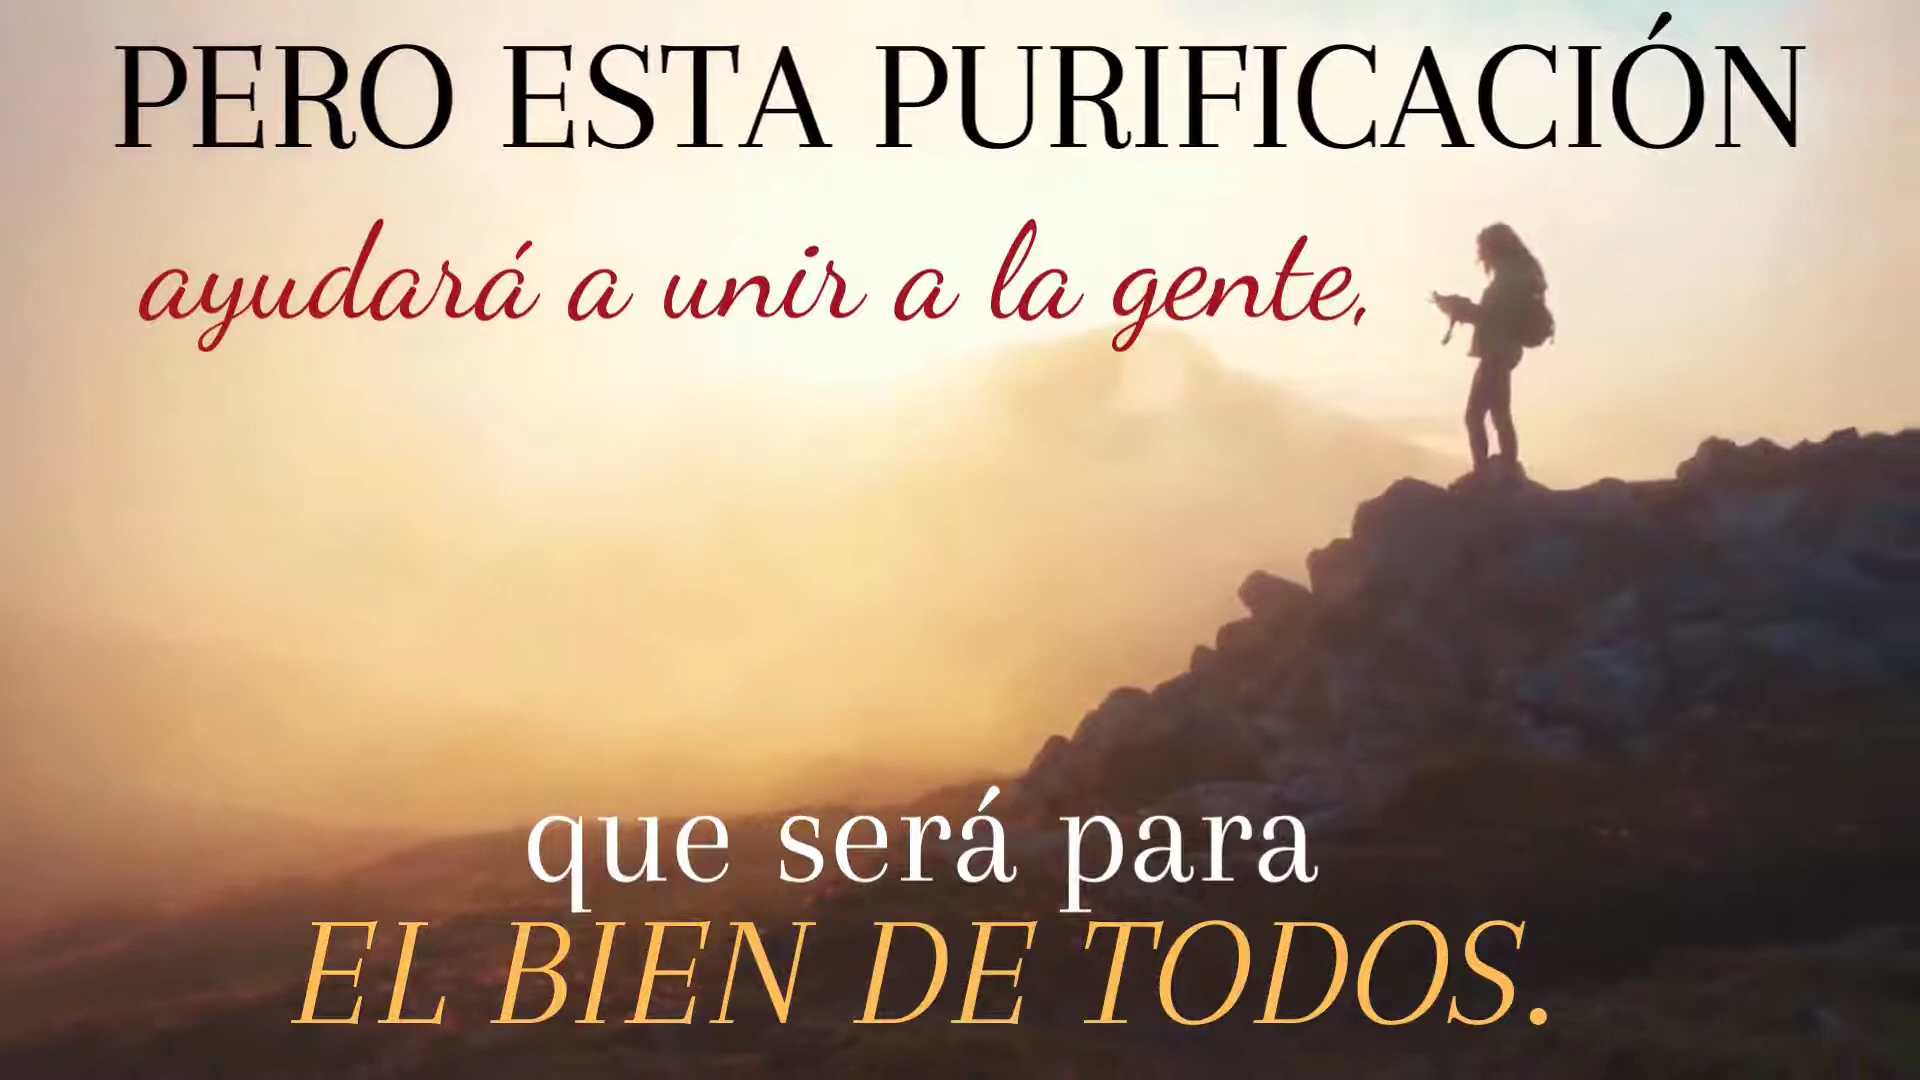 PERO ESTA PURIFICACIÓN
ayudará a unir a la gente,
que será para
EL BIEN DE TODOS.